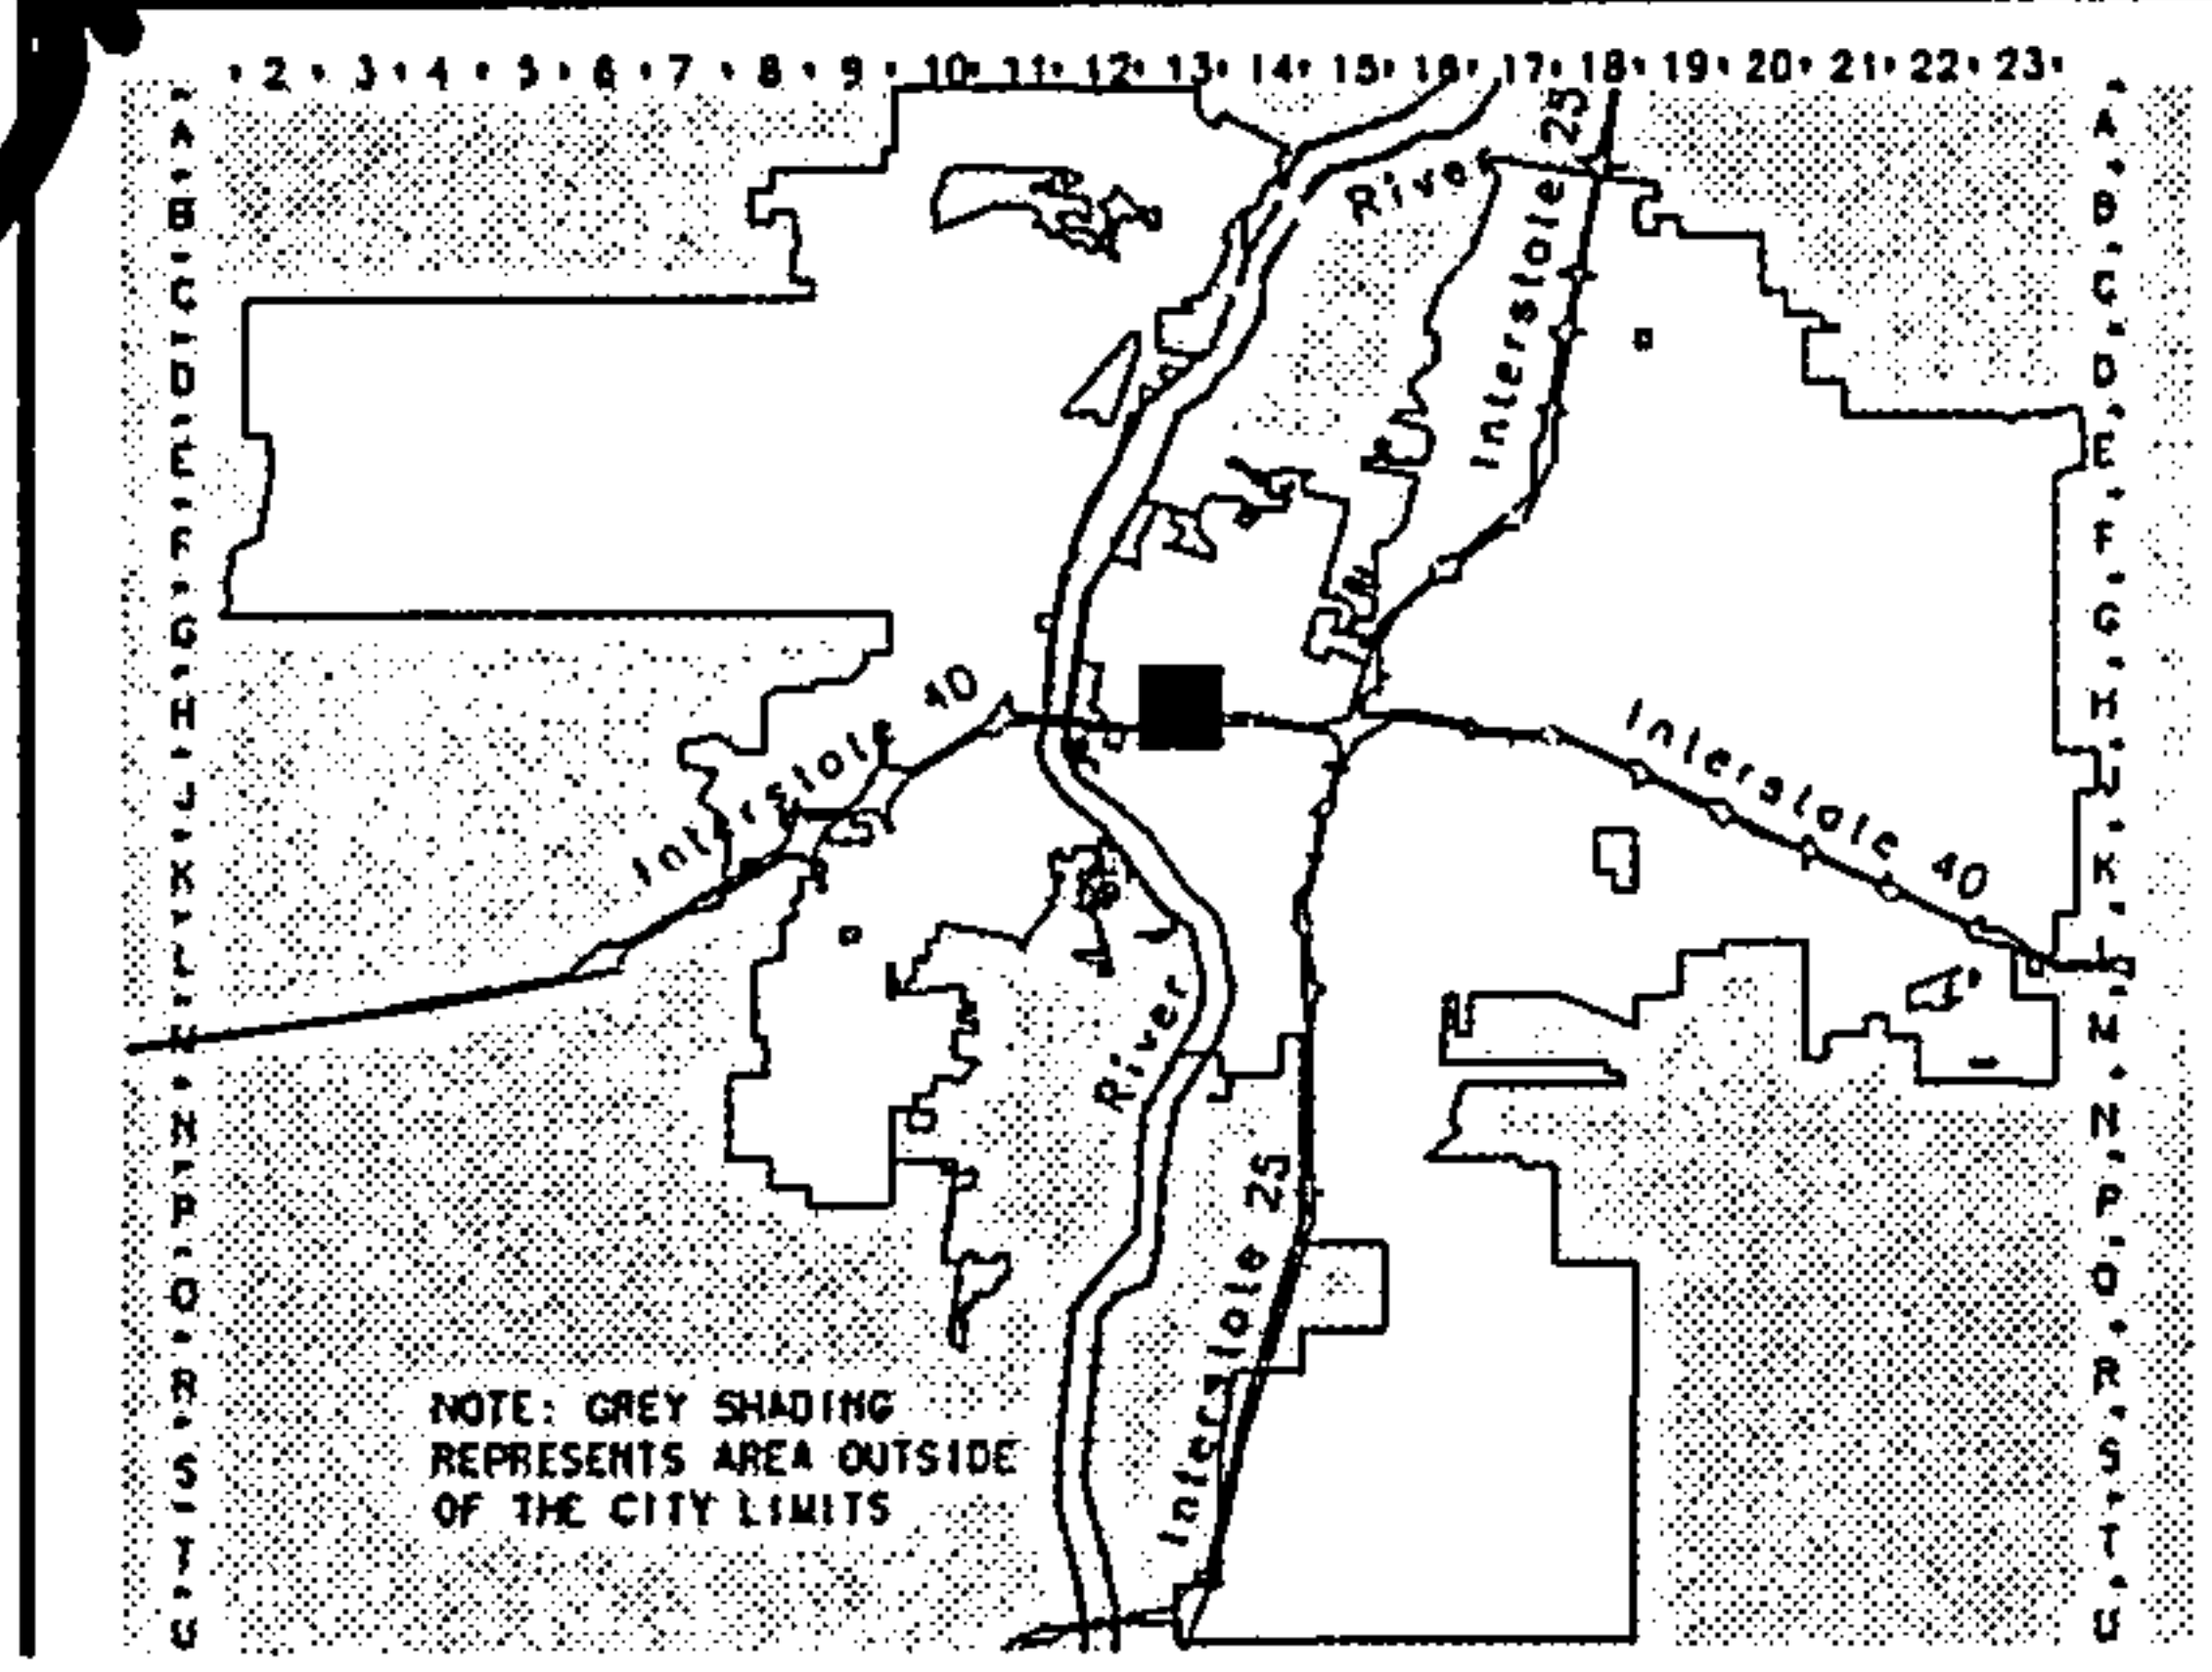 2 3 4 5 6 7 8 9 10 11 12 13 14 15 16 17 18 19 20 21 22 23
A A
B B
C C
D D
E E
F F
G G
H H
J J
K K
L L
M M
N N
P P
Q Q
R R
S S
T T
U U
River
Interstate 25
Interstate 40
Interstate 40
River
Interstate 25
NOTE: GREY SHADING
REPRESENTS AREA OUTSIDE
OF THE CITY LIMITS